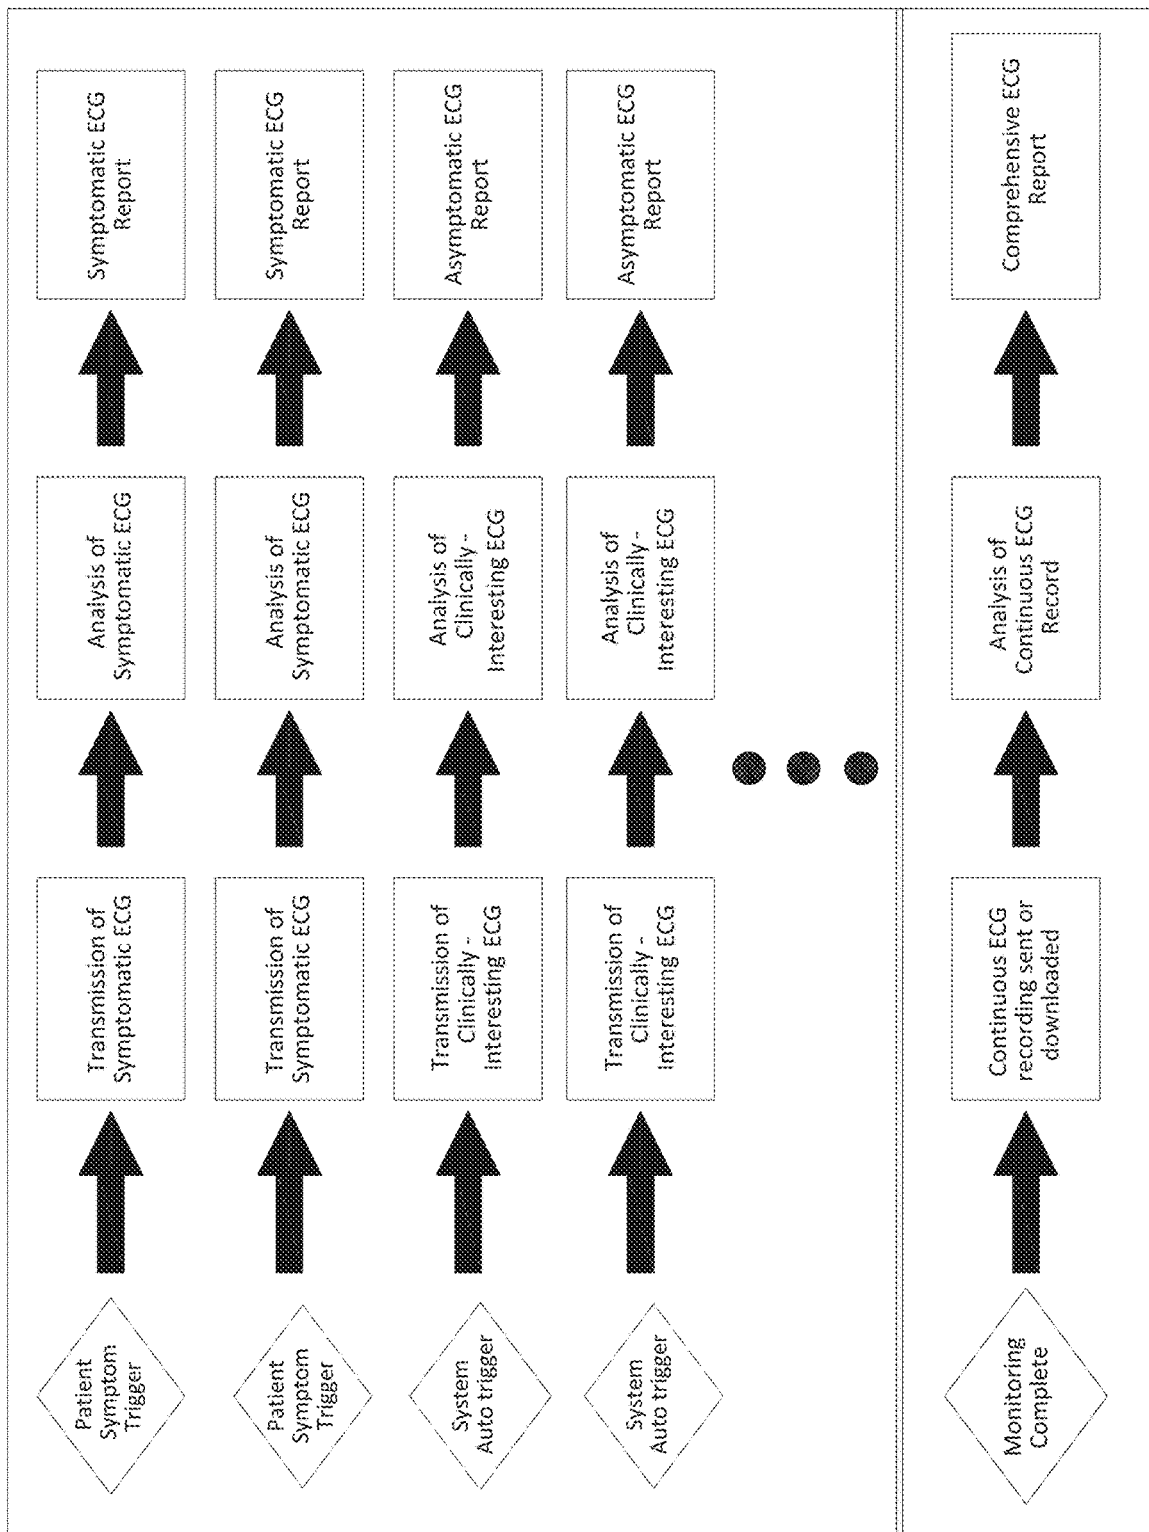 Patient
Symptom
Trigger
Transmission of
Symptomatic ECG
Analysis of
Symptomatic ECG
Symptomatic ECG
Report
Patient
Symptom
Trigger
Transmission of
Symptomatic ECG
Analysis of
Symptomatic ECG
Symptomatic ECG
Report
System
Auto trigger
Transmission of
Clinically -
Interesting ECG
Analysis of
Clinically -
Interesting ECG
Asymptomatic ECG
Report
System
Auto trigger
Transmission of
Clinically -
Interesting ECG
Analysis of
Clinically -
Interesting ECG
Asymptomatic ECG
Report
Monitoring
Complete
Continuous ECG
recording sent or
downloaded
Analysis of
Continuous ECG
Record
Comprehensive ECG
Report